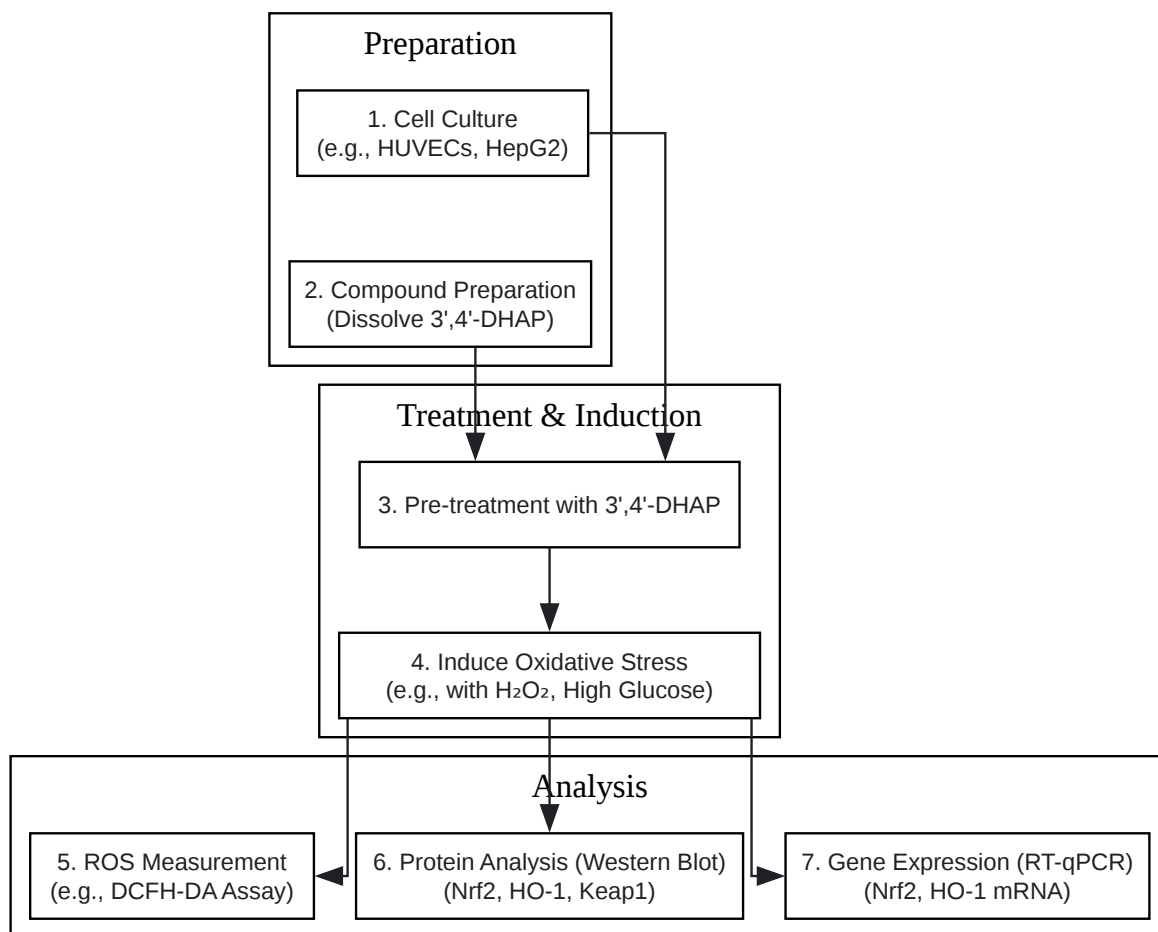 Preparation
1. Cell Culture
(e.g., HUVECs, HepG2)
2. Compound Preparation
(Dissolve 3',4'-DHAP)
Treatment & Induction
3. Pre-treatment with 3',4'-DHAP
4. Induce Oxidative Stress
(e.g., with H₂O₂, High Glucose)
Analysis
5. ROS Measurement
(e.g., DCFH-DA Assay)
6. Protein Analysis (Western Blot)
(Nrf2, HO-1, Keap1)
7. Gene Expression (RT-qPCR)
(Nrf2, HO-1 mRNA)